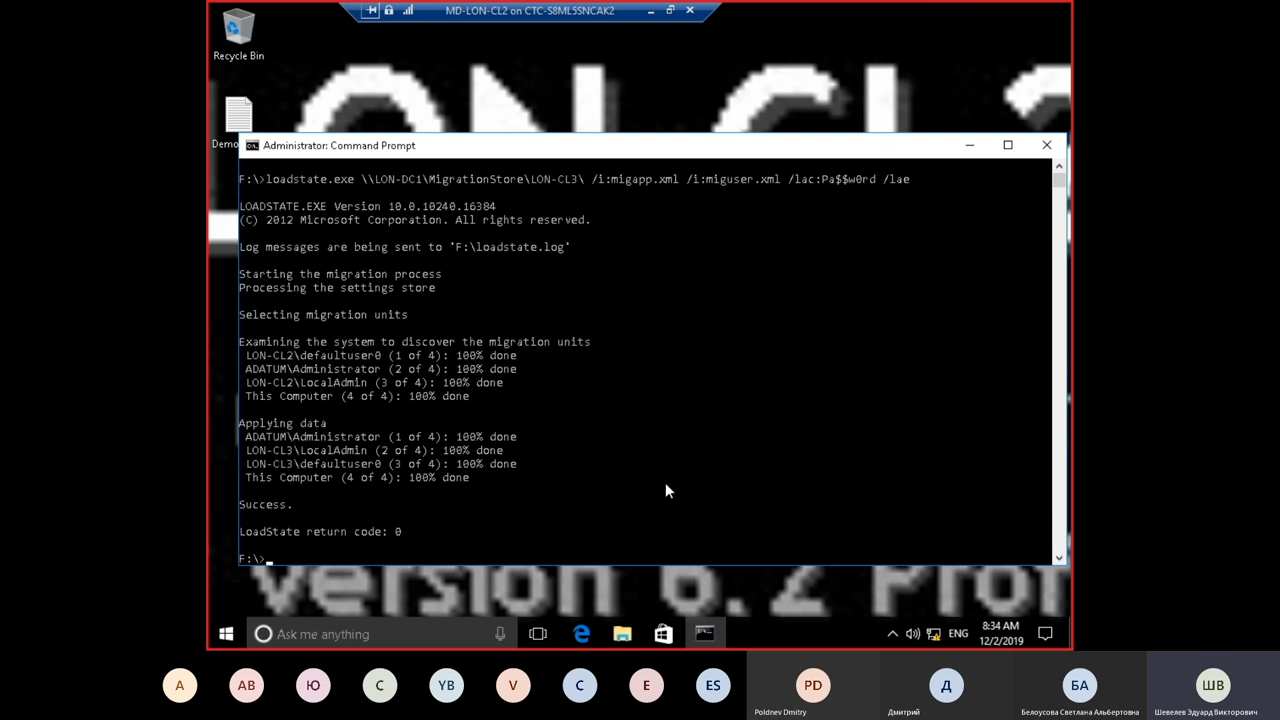 MD-LON-CL2 on CTC-S8ML5SNCAK2
Recycle Bin
LON-CL2
Demo
Administrator: Command Prompt
F:\>loadstate.exe \\LON-DC1\MigrationStore\LON-CL3\ /i:migapp.xml /i:miguser.xml /lac:Pa$$w0rd /lae
LOADSTATE.EXE Version 10.0.10240.16384
(C) 2012 Microsoft Corporation. All rights reserved.
Log messages are being sent to 'F:\loadstate.log'
Starting the migration process
Processing the settings store
Selecting migration units
Examining the system to discover the migration units
LON-CL2\defaultuser0 (1 of 4): 100% done
ADATUM\Administrator (2 of 4): 100% done
LON-CL2\LocalAdmin (3 of 4): 100% done
This Computer (4 of 4): 100% done
Applying data
ADATUM\Administrator (1 of 4): 100% done
LON-CL3\LocalAdmin (2 of 4): 100% done
LON-CL3\defaultuser0 (3 of 4): 100% done
This Computer (4 of 4): 100% done
Success.
LoadState return code: 0
F:\>
version 6.2 Prof
Ask me anything
ENG
8:34 AM
12/2/2019
A
AB
Ю
C
YB
V
C
E
ES
PD
Д
БА
ШВ
Poldnev Dmitry
Дмитрий
Белоусова Светлана Альбертовна
Шевелев Эдуард Викторович